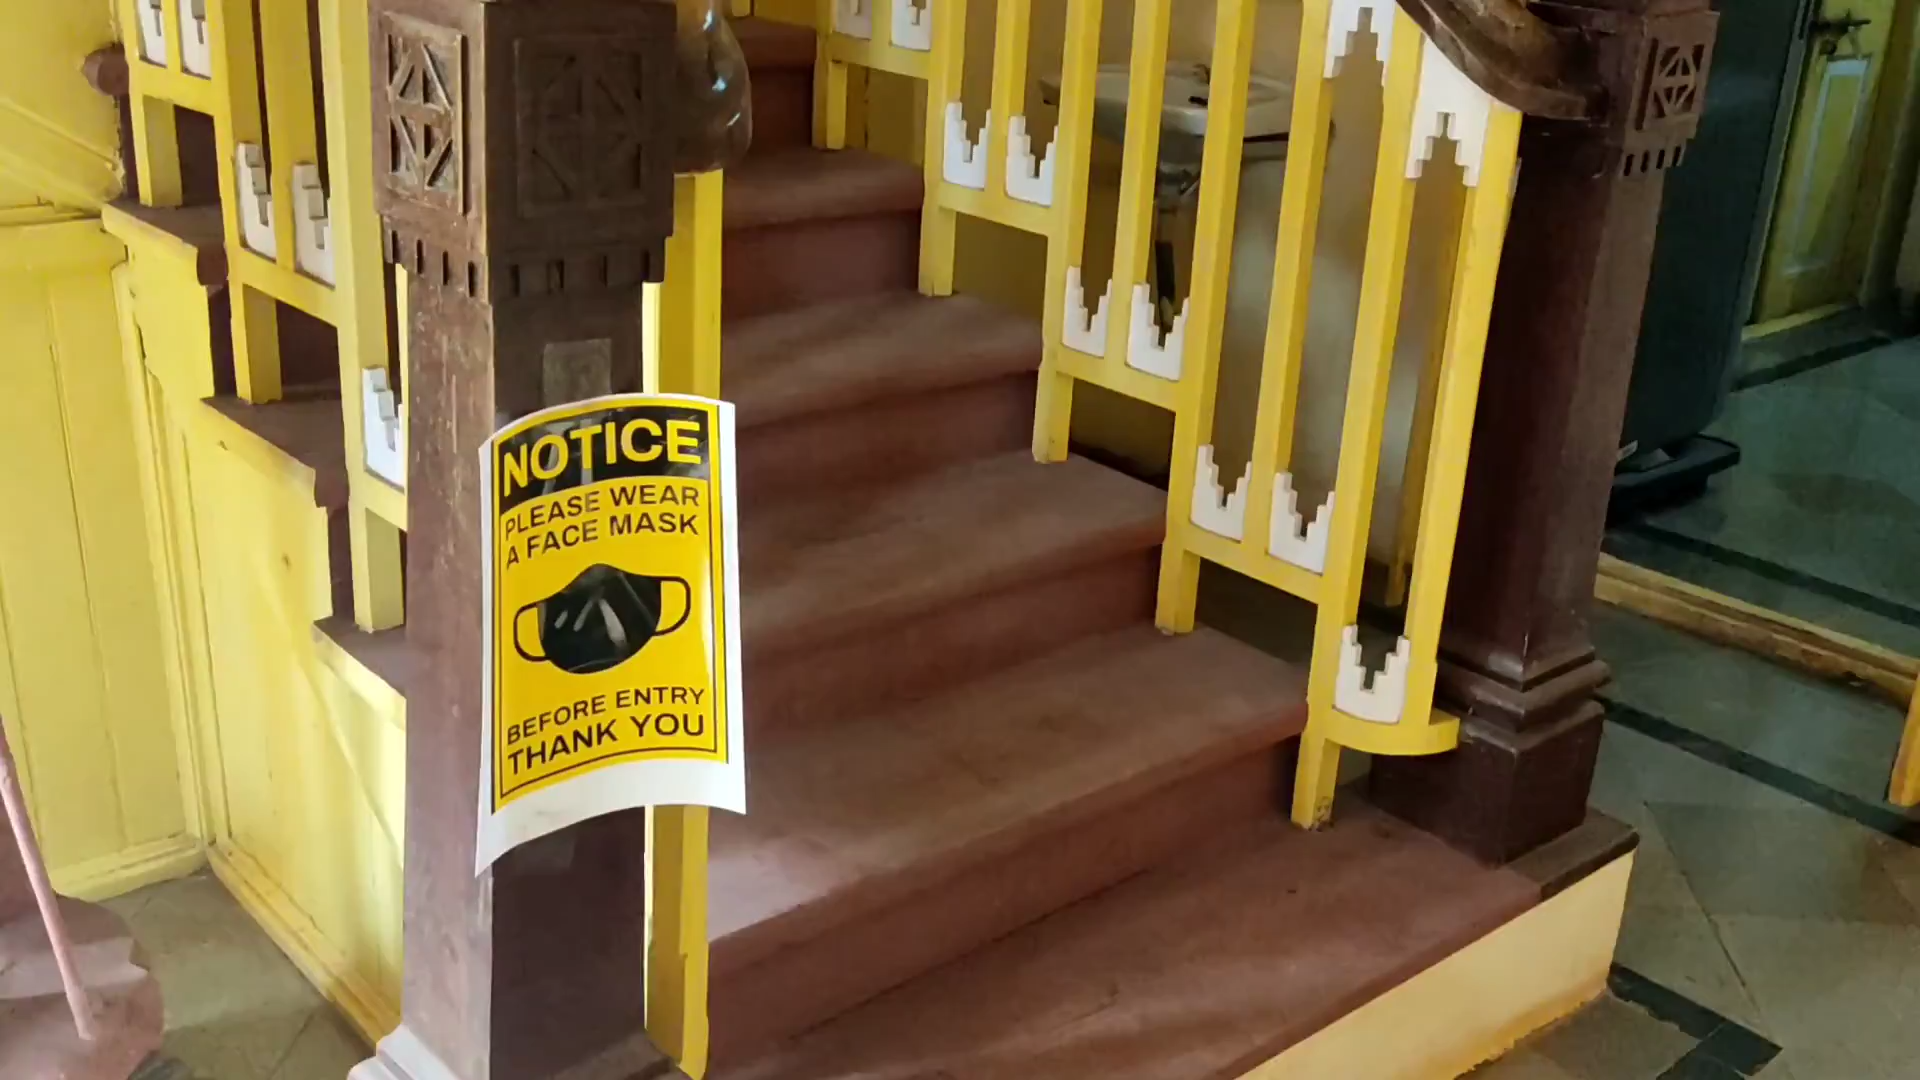 NOTICE
PLEASE WEAR
A FACE MASK
BEFORE ENTRY
THANK YOU